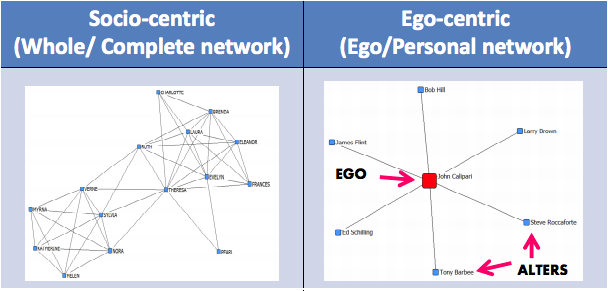 Socio-centric
(Whole/ Complete network)
Ego-centric
(Ego/Personal network)
CHARLOTTE
BRENDA
LAURA
ELEANOR
RUTH
EVELYN
FRANCES
THERESA
VERNE
MYRNA
SYLVIA
KATHERINE
NORA
HELEN
Bob Hill
Larry Brown
James Flint
EGO
John Calipari
Steve Roccaforte
Ed Schilling
Tony Barbee
ALTERS